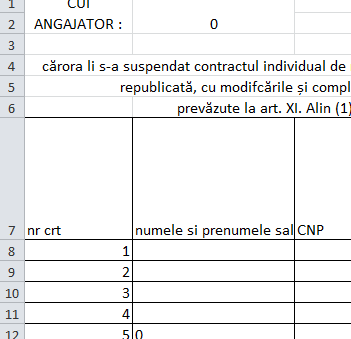 1 CUI
2 ANGAJATOR : 0
3
4 cărora li s-a suspendat contractul individual de
5 republicată, cu modifcările și compl
6 prevăzute la art. XI. Alin (1)
7 nr crt numele si prenumele sal CNP
8 1
9 2
10 3
11 4
12 5 0